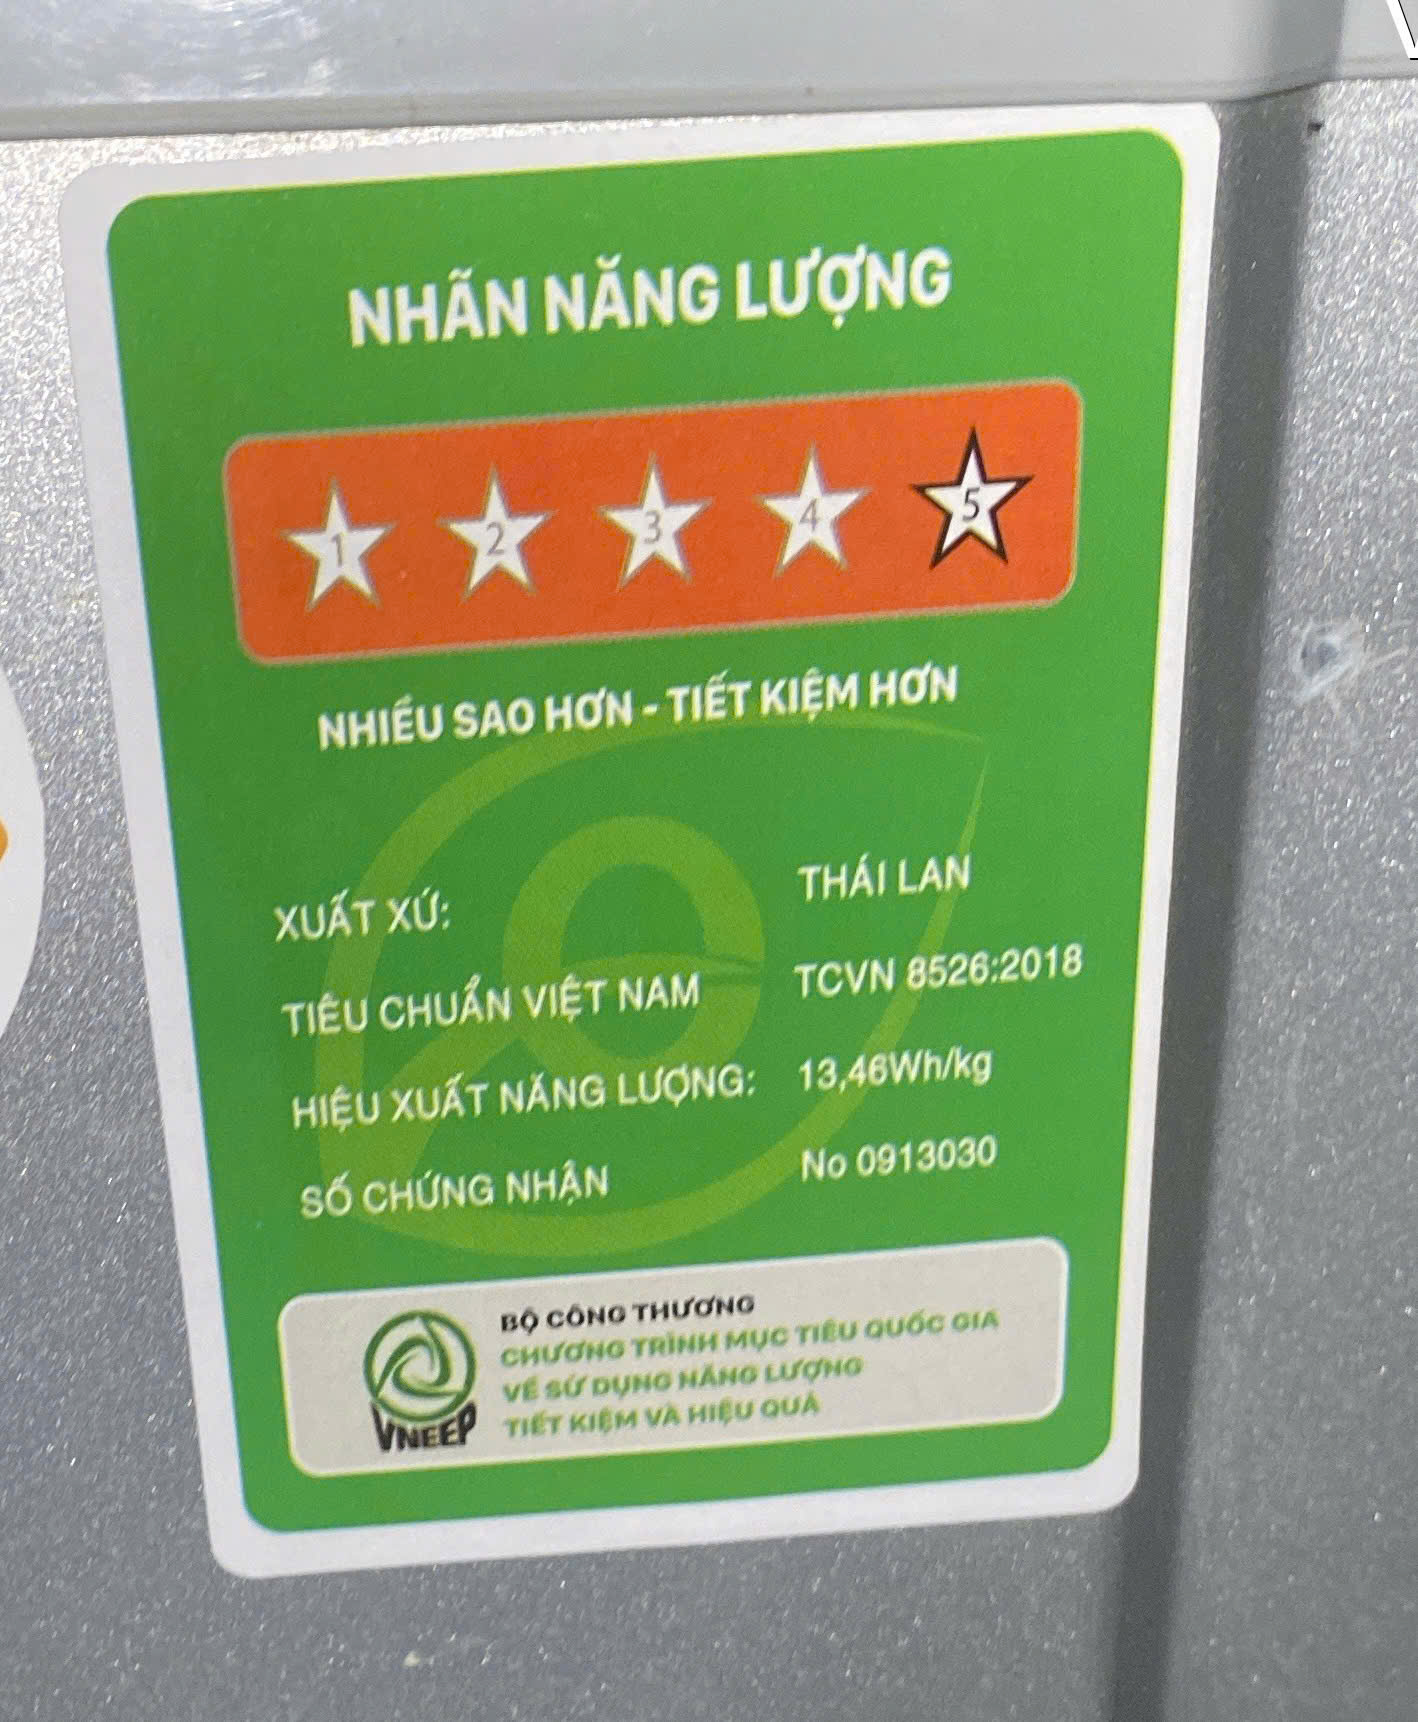 NHÃN NĂNG LƯỢNG
1 2 3 4 5
NHIỀU SAO HƠN - TIẾT KIỆM HƠN
XUẤT XỨ: THÁI LAN
TIÊU CHUẨN VIỆT NAM TCVN 8526:2018
HIỆU XUẤT NĂNG LƯỢNG: 13,46Wh/kg
SỐ CHỨNG NHẬN No 0913030
BỘ CÔNG THƯƠNG
CHƯƠNG TRÌNH MỤC TIÊU QUỐC GIA
VỀ SỬ DỤNG NĂNG LƯỢNG
TIẾT KIỆM VÀ HIỆU QUẢ
VNEEP